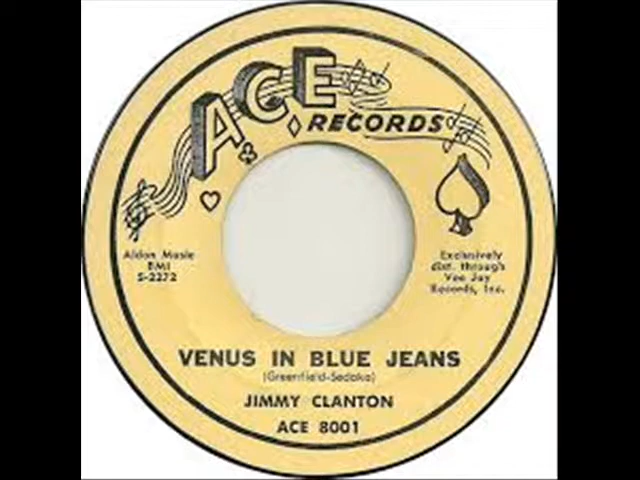 ACE
RECORDS
Aldon Music
BMI
S-2272
Exclusively
dist. through
Vee Jay
Records, Inc.
VENUS IN BLUE JEANS
(Greenfield-Sedaka)
JIMMY CLANTON
ACE 8001